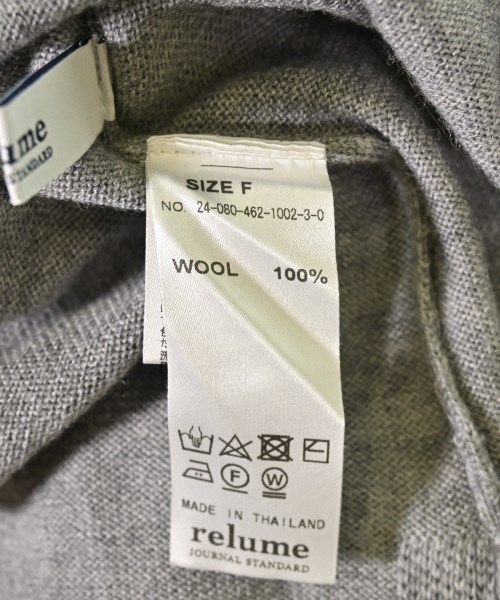 ume
STANDARD
SIZE F
NO. 24-080-462-1002-3-0
WOOL 100%
F W
MADE IN THAILAND
relume
JOURNAL STANDARD